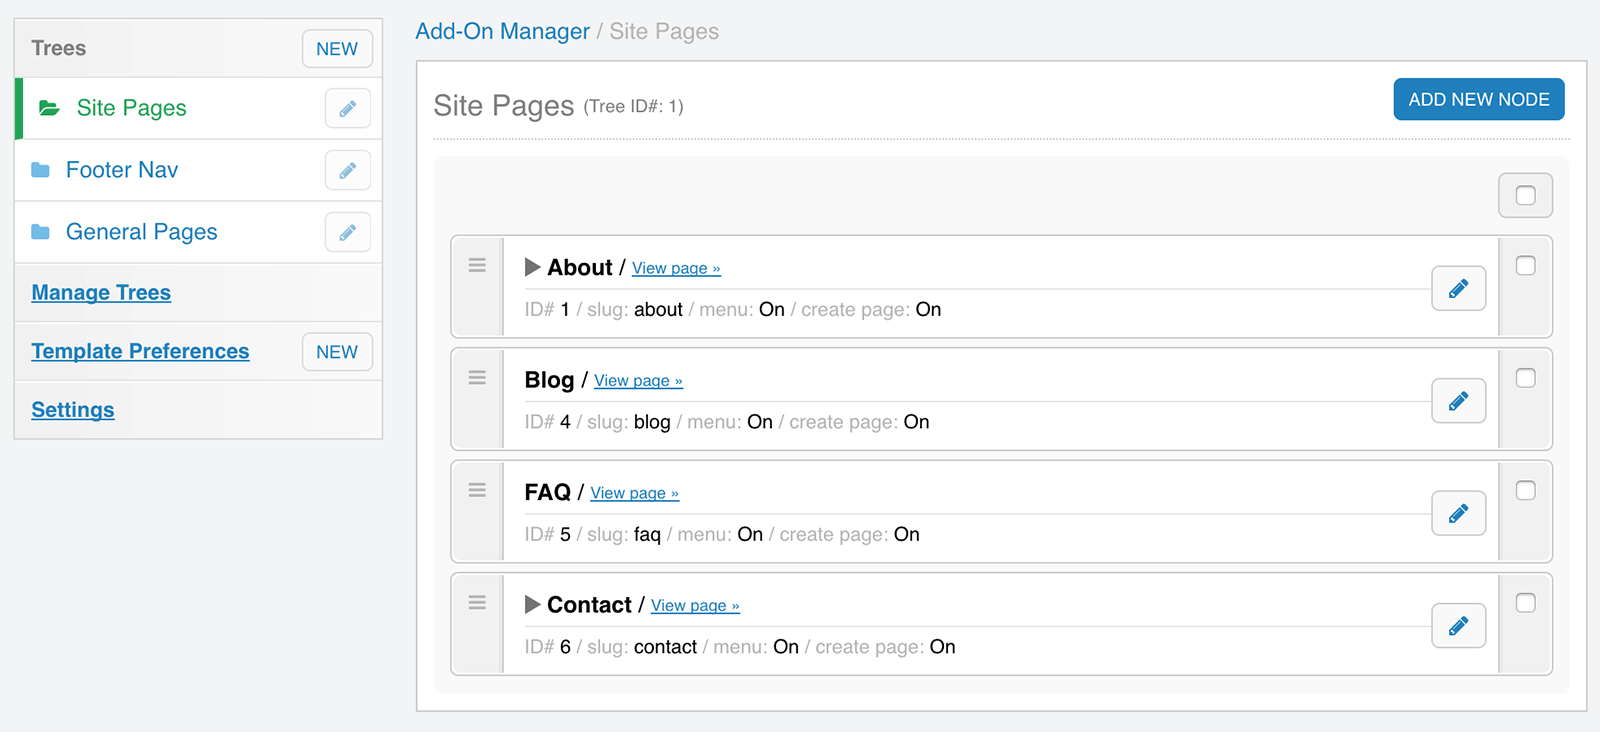 Trees
NEW
Site Pages
Footer Nav
General Pages
Manage Trees
Template Preferences
NEW
Settings
Add-On Manager / Site Pages
Site Pages (Tree ID#: 1)
ADD NEW NODE
About / View page »
ID# 1 / slug: about / menu: On / create page: On
Blog / View page »
ID# 4 / slug: blog / menu: On / create page: On
FAQ / View page »
ID# 5 / slug: faq / menu: On / create page: On
Contact / View page »
ID# 6 / slug: contact / menu: On / create page: On